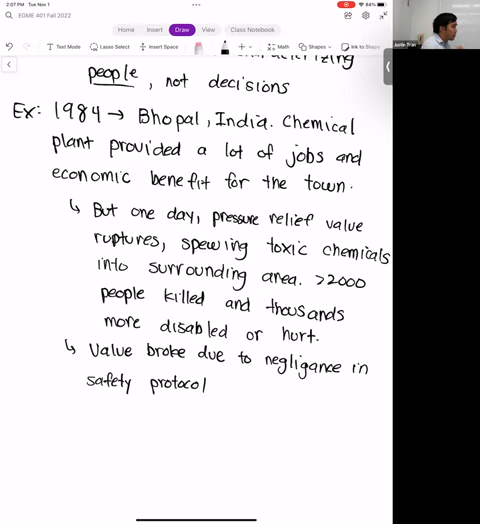 2:07 PM Tue Nov 1
84%
EGME 401 Fall 2022
Home Insert Draw View Class Notebook
Text Mode Lasso Select Insert Space Math Shapes Ink to Shape
people, not decisions
Ex: 1984 → Bhopal, India. Chemical
plant provided a lot of jobs and
economic benefit for the town.
↳ But one day, pressure relief value
ruptures, spewing toxic chemicals
into surrounding area. >2000
people killed and thousands
more disabled or hurt.
↳ Value broke due to negligance in
safety protocol